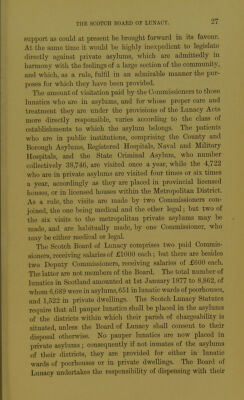 THE SCOTCH BOARD OF LUNACY. 27
support as could at present be brought forward in its favour.
At the same time it would be highly inexpedient to legislate
directly against private asylums, which are admittedly in
harmony with the feelings of a large section of the community,
and which, as a rule, fulfil in an admirable manner the pur-
poses for which they have been provided.
The amount of visitation paid by the Commissioners to those
lunatics who are in asylums, and for whose proper care and
treatment they are under the provisions of the Lunacy Acts
more directly responsible, varies according to the class of
establishments to which the asylum belongs. The patients
who are in public institutions, comprising the County and
Borough Asylums, Registered Hospitals, Naval and Military
Hospitals, and the State Criminal Asylum, who number
collectively 38,746, are visited once a year, while the 4,722
who are in private asylums are visited four times or six times
a year, accordingly as they are placed in provincial licensed
houses, or in licensed houses within the Metropolitan District.
As a rule, the visits are made by two Commissioners con-
joined, the one being medical and the other legal; but two of
the six visits to the metropolitan private asylums may be
made, and are habitually made, by one Commissioner, who
may be either medical or legal.
The Scotch Board of Lunacy comprises two paid Commis-
sioners, receiving salaries of £1000 each; but there are besides
two Deputy Commissioners, receiving salaries of £600 each.
The latter are not members of the Board. The total number of
lunatics in Scotland amounted at 1st January 1877 to 8,862, of
whom 6,689 were in asylums, 651 in lunatic wards of poorhouses,
and 1,522 in private dwellings. The Scotch Lunacy Statutes
require that all pauper lunatics shall be placed in the asylums
of the districts within which their parish of chargeability is
situated, unless the Board of Lunacy shall consent to their
disposal otherwise. No pauper lunatics are now placed in
private asylums; consequently if not inmates of the asylums
of their districts, they are provided for either in lunatic
wards of poorhouses or in private dwellings. The Board of
Lunacy undertakes the responsibility of dispensing with their